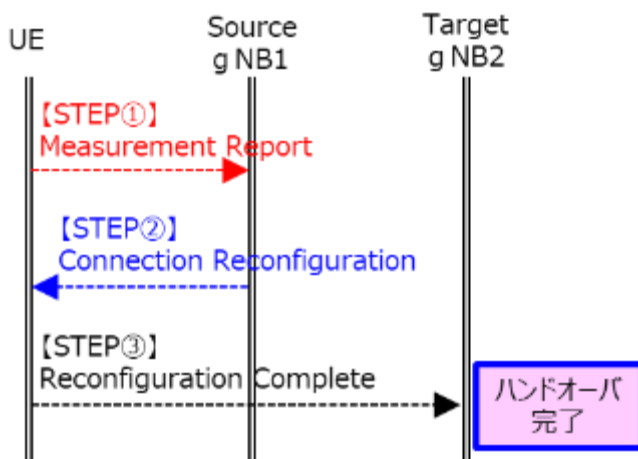 UE
Source
g NB1
Target
g NB2
【STEP①】
Measurement Report
【STEP②】
Connection Reconfiguration
【STEP③】
Reconfiguration Complete
ハンドオーバ
完了